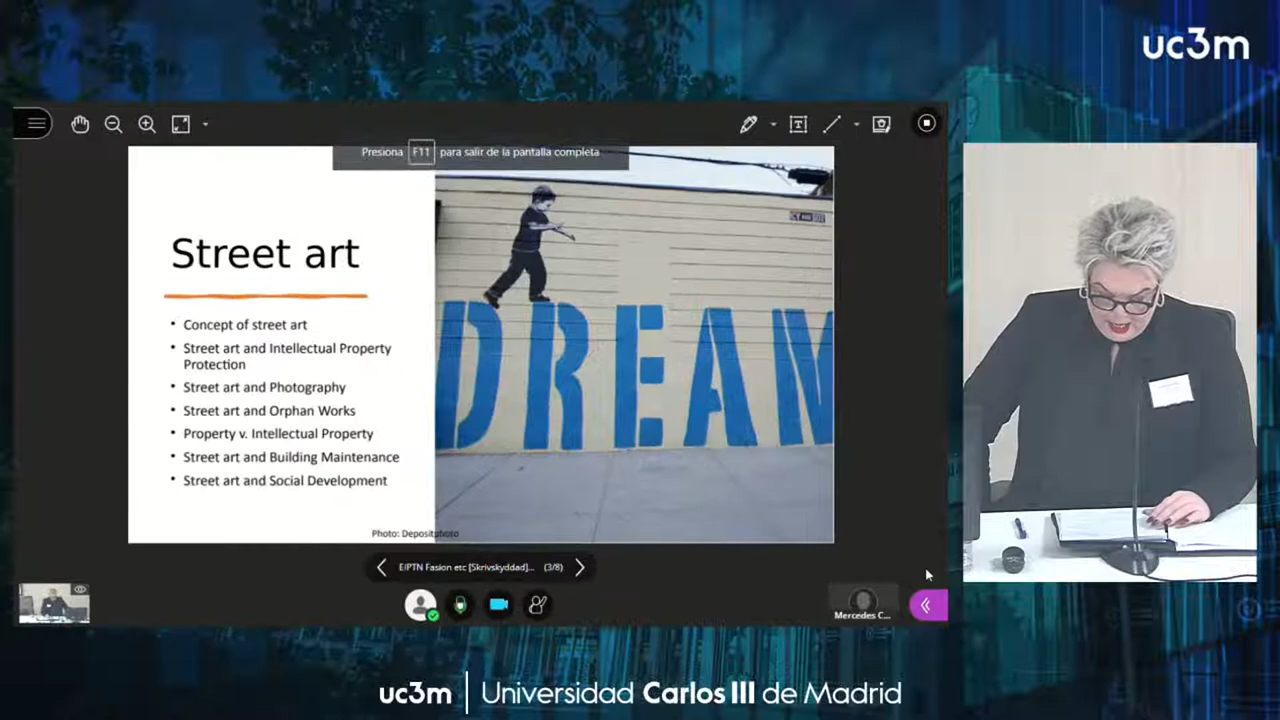 uc3m
Presiona F11 para salir de la pantalla completa
Street art
• Concept of street art
• Street art and Intellectual Property
Protection
• Street art and Photography
• Street art and Orphan Works
• Property v. Intellectual Property
• Street art and Building Maintenance
• Street art and Social Development
DREAM
Photo: Depositphoto
EIPTN Fasion etc [Skrivskyddad]... (3/8)
Mercedes C...
uc3m | Universidad Carlos III de Madrid